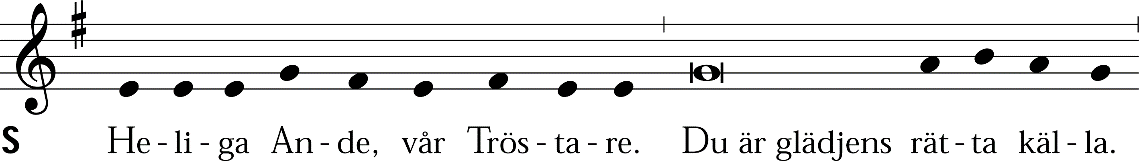 S He - li - ga An - de, vår Trös - ta - re. Du är glädjens rät - ta käl - la.